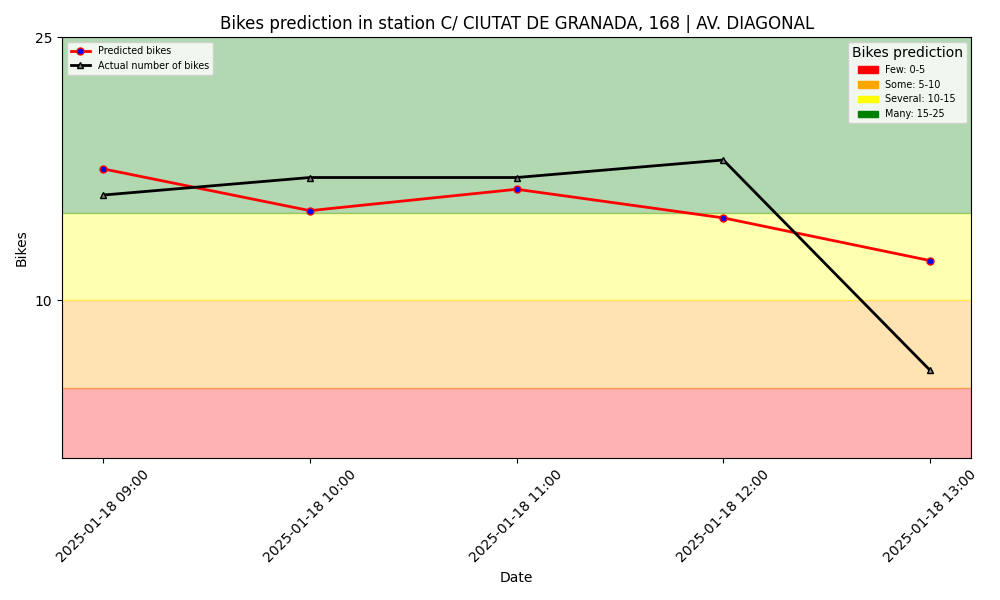 Bikes prediction in station C/ CIUTAT DE GRANADA, 168 | AV. DIAGONAL
25
Predicted bikes
Actual number of bikes
Bikes prediction
Few: 0-5
Some: 5-10
Several: 10-15
Many: 15-25
Bikes
10
2025-01-18 09:00
2025-01-18 10:00
2025-01-18 11:00
2025-01-18 12:00
2025-01-18 13:00
Date